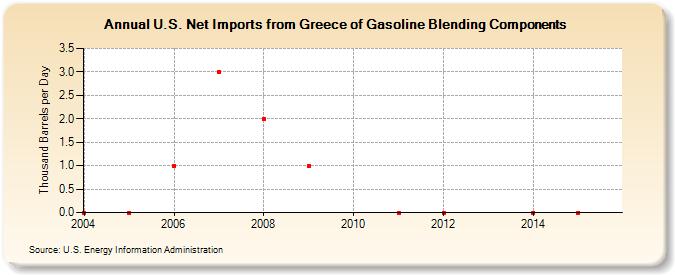 Annual U.S. Net Imports from Greece of Gasoline Blending Components
Thousand Barrels per Day
3.5
3.0
2.5
2.0
1.5
1.0
0.5
0.0
2004 2006 2008 2010 2012 2014
Source: U.S. Energy Information Administration